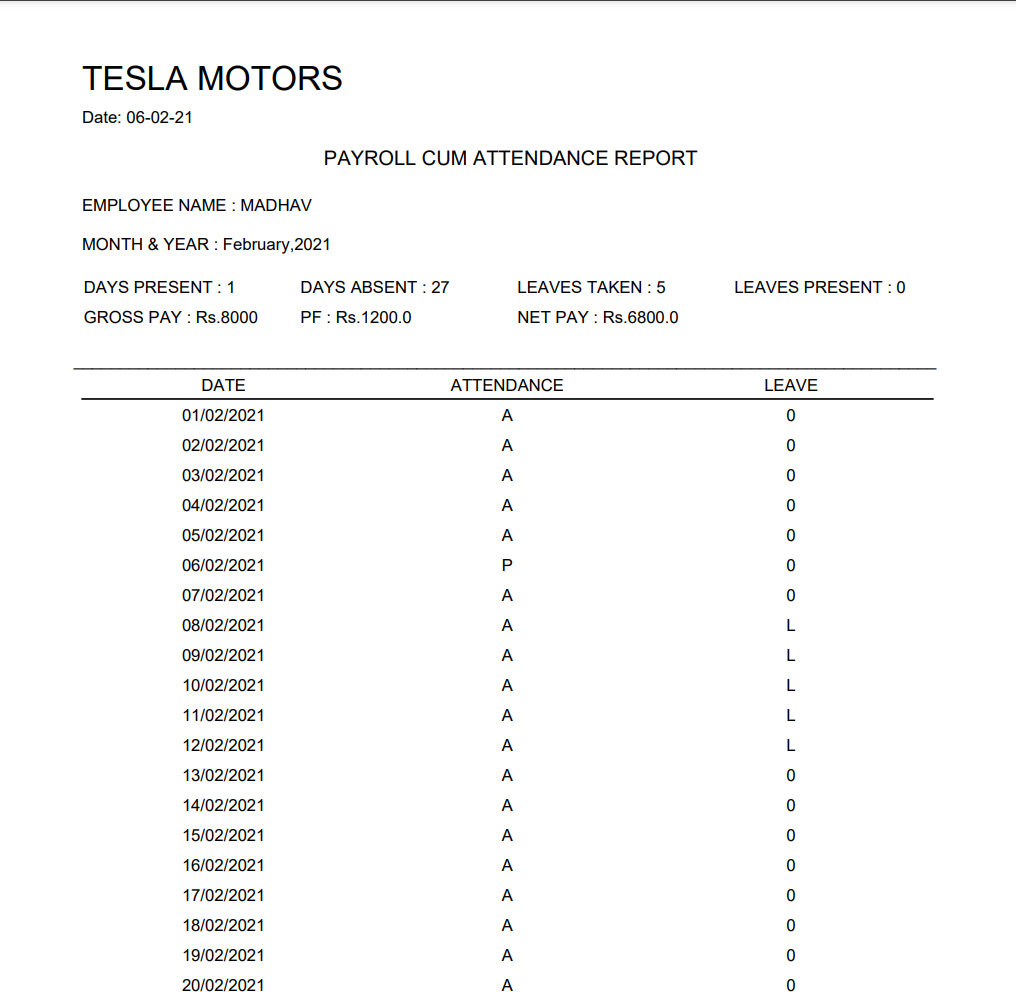 TESLA MOTORS
Date: 06-02-21
PAYROLL CUM ATTENDANCE REPORT
EMPLOYEE NAME : MADHAV
MONTH & YEAR : February,2021
DAYS PRESENT : 1 DAYS ABSENT : 27 LEAVES TAKEN : 5 LEAVES PRESENT : 0
GROSS PAY : Rs.8000 PF : Rs.1200.0 NET PAY : Rs.6800.0
DATE ATTENDANCE LEAVE
01/02/2021 A 0
02/02/2021 A 0
03/02/2021 A 0
04/02/2021 A 0
05/02/2021 A 0
06/02/2021 P 0
07/02/2021 A 0
08/02/2021 A L
09/02/2021 A L
10/02/2021 A L
11/02/2021 A L
12/02/2021 A L
13/02/2021 A 0
14/02/2021 A 0
15/02/2021 A 0
16/02/2021 A 0
17/02/2021 A 0
18/02/2021 A 0
19/02/2021 A 0
20/02/2021 A 0